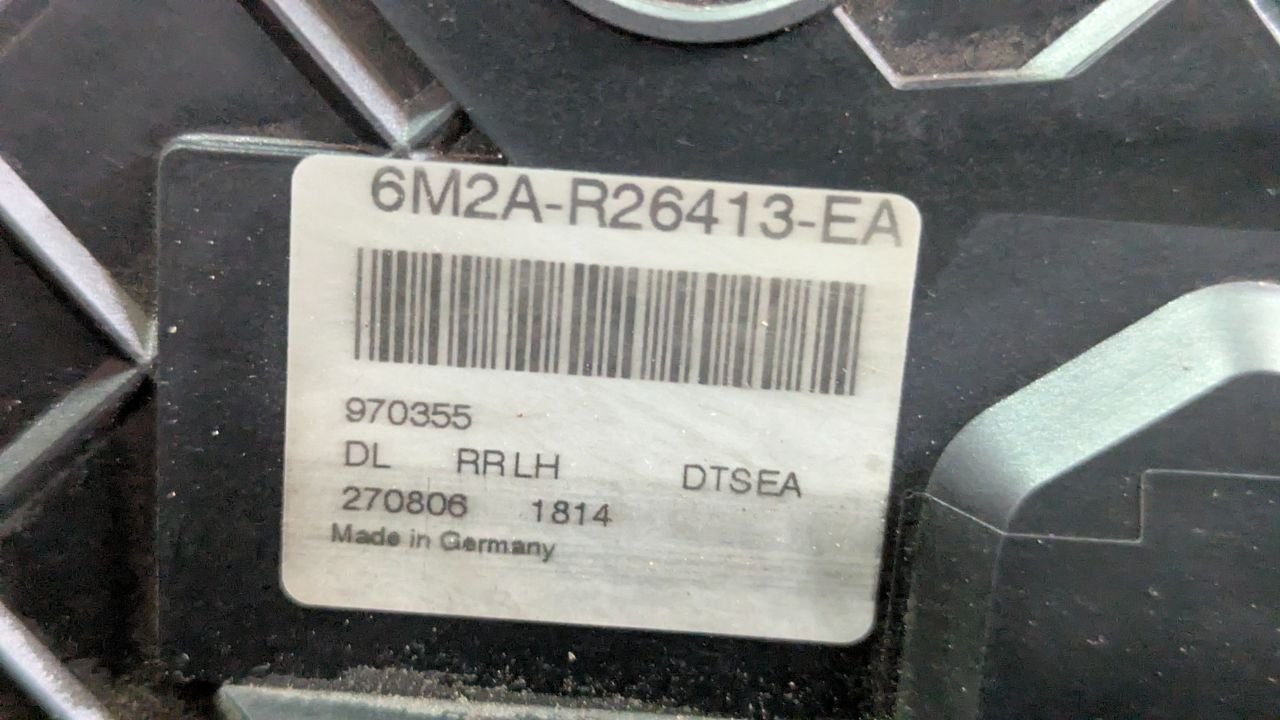 6M2A-R26413-EA
970355
DL RR LH DTSEA
270806 1814
Made in Germany